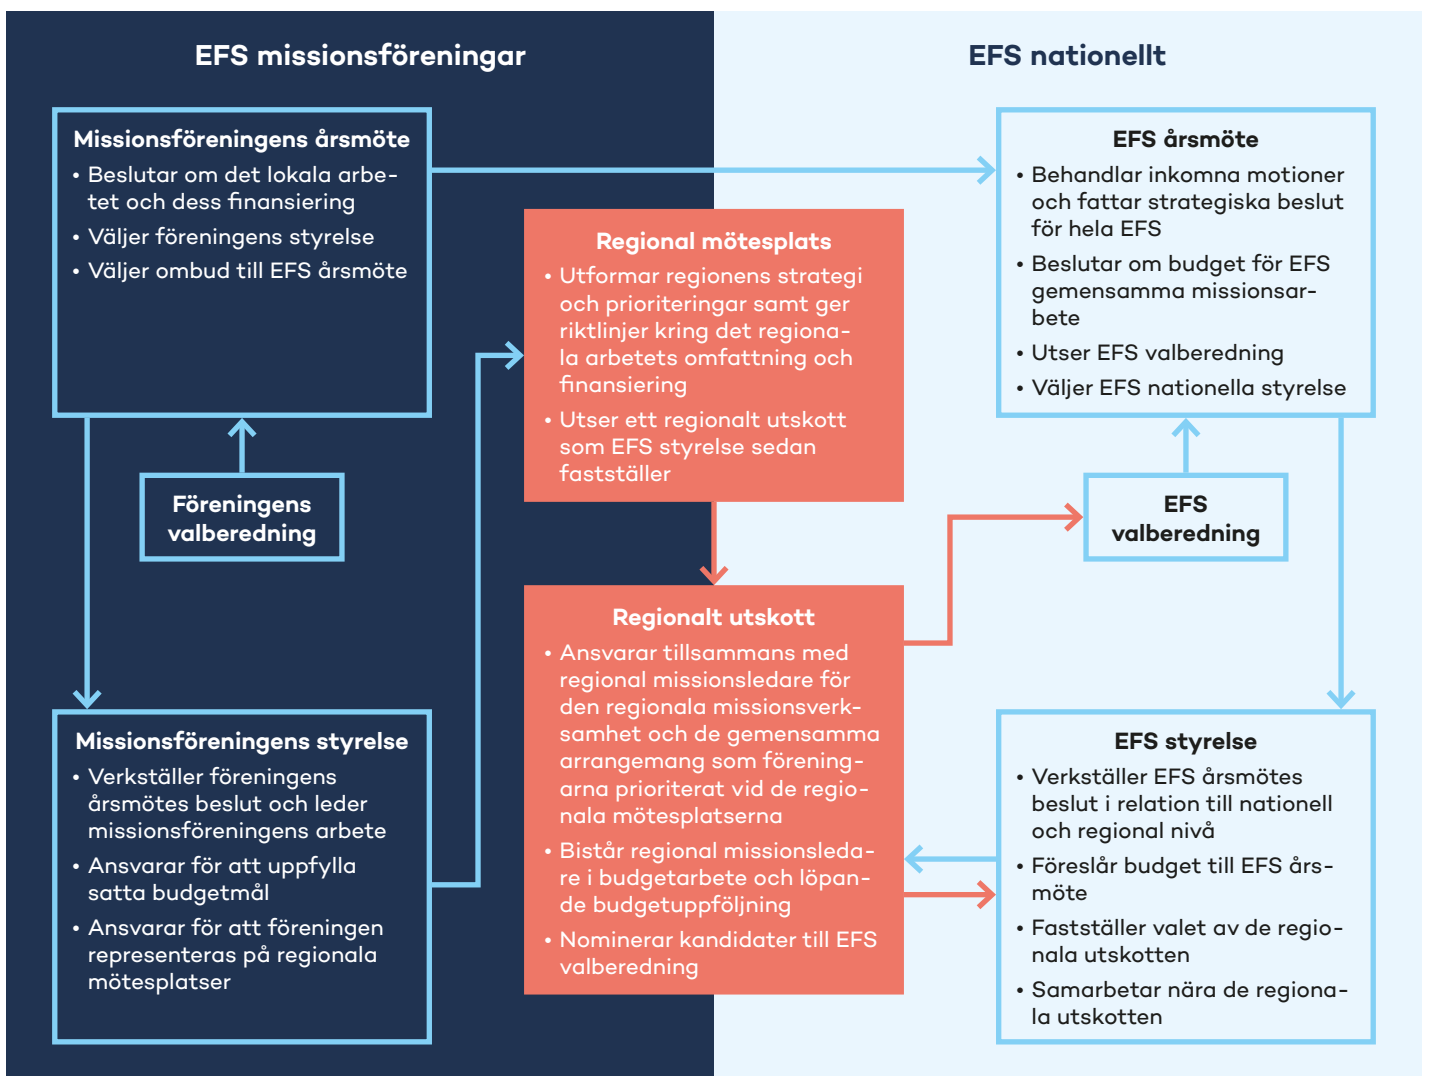 EFS missionsföreningar
EFS nationellt
Missionsföreningens årsmöte
• Beslutar om det lokala arbe-
tet och dess finansiering
• Väljer föreningens styrelse
• Väljer ombud till EFS årsmöte
Föreningens
valberedning
Missionsföreningens styrelse
• Verkställer föreningens
årsmötes beslut och leder
missionsföreningens arbete
• Ansvarar för att uppfylla
satta budgetmål
• Ansvarar för att föreningen
representeras på regionala
mötesplatser
Regional mötesplats
• Utformar regionens strategi
och prioriteringar samt ger
riktlinjer kring det regiona-
la arbetets omfattning och
finansiering
• Utser ett regionalt utskott
som EFS styrelse sedan
fastställer
Regionalt utskott
• Ansvarar tillsammans med
regional missionsledare för
den regionala missionsverk-
samhet och de gemensamma
arrangemang som förening-
arna prioriterat vid de regio-
nala mötesplatserna
• Bistår regional missionsleda-
re i budgetarbete och löpan-
de budgetuppföljning
• Nominerar kandidater till EFS
valberedning
EFS årsmöte
• Behandlar inkomna motioner
och fattar strategiska beslut
för hela EFS
• Beslutar om budget för EFS
gemensamma missionsar-
bete
• Utser EFS valberedning
• Väljer EFS nationella styrelse
EFS
valberedning
EFS styrelse
• Verkställer EFS årsmötes
beslut i relation till nationell
och regional nivå
• Föreslår budget till EFS års-
möte
• Fastställer valet av de regio-
nala utskotten
• Samarbetar nära de regiona-
la utskotten